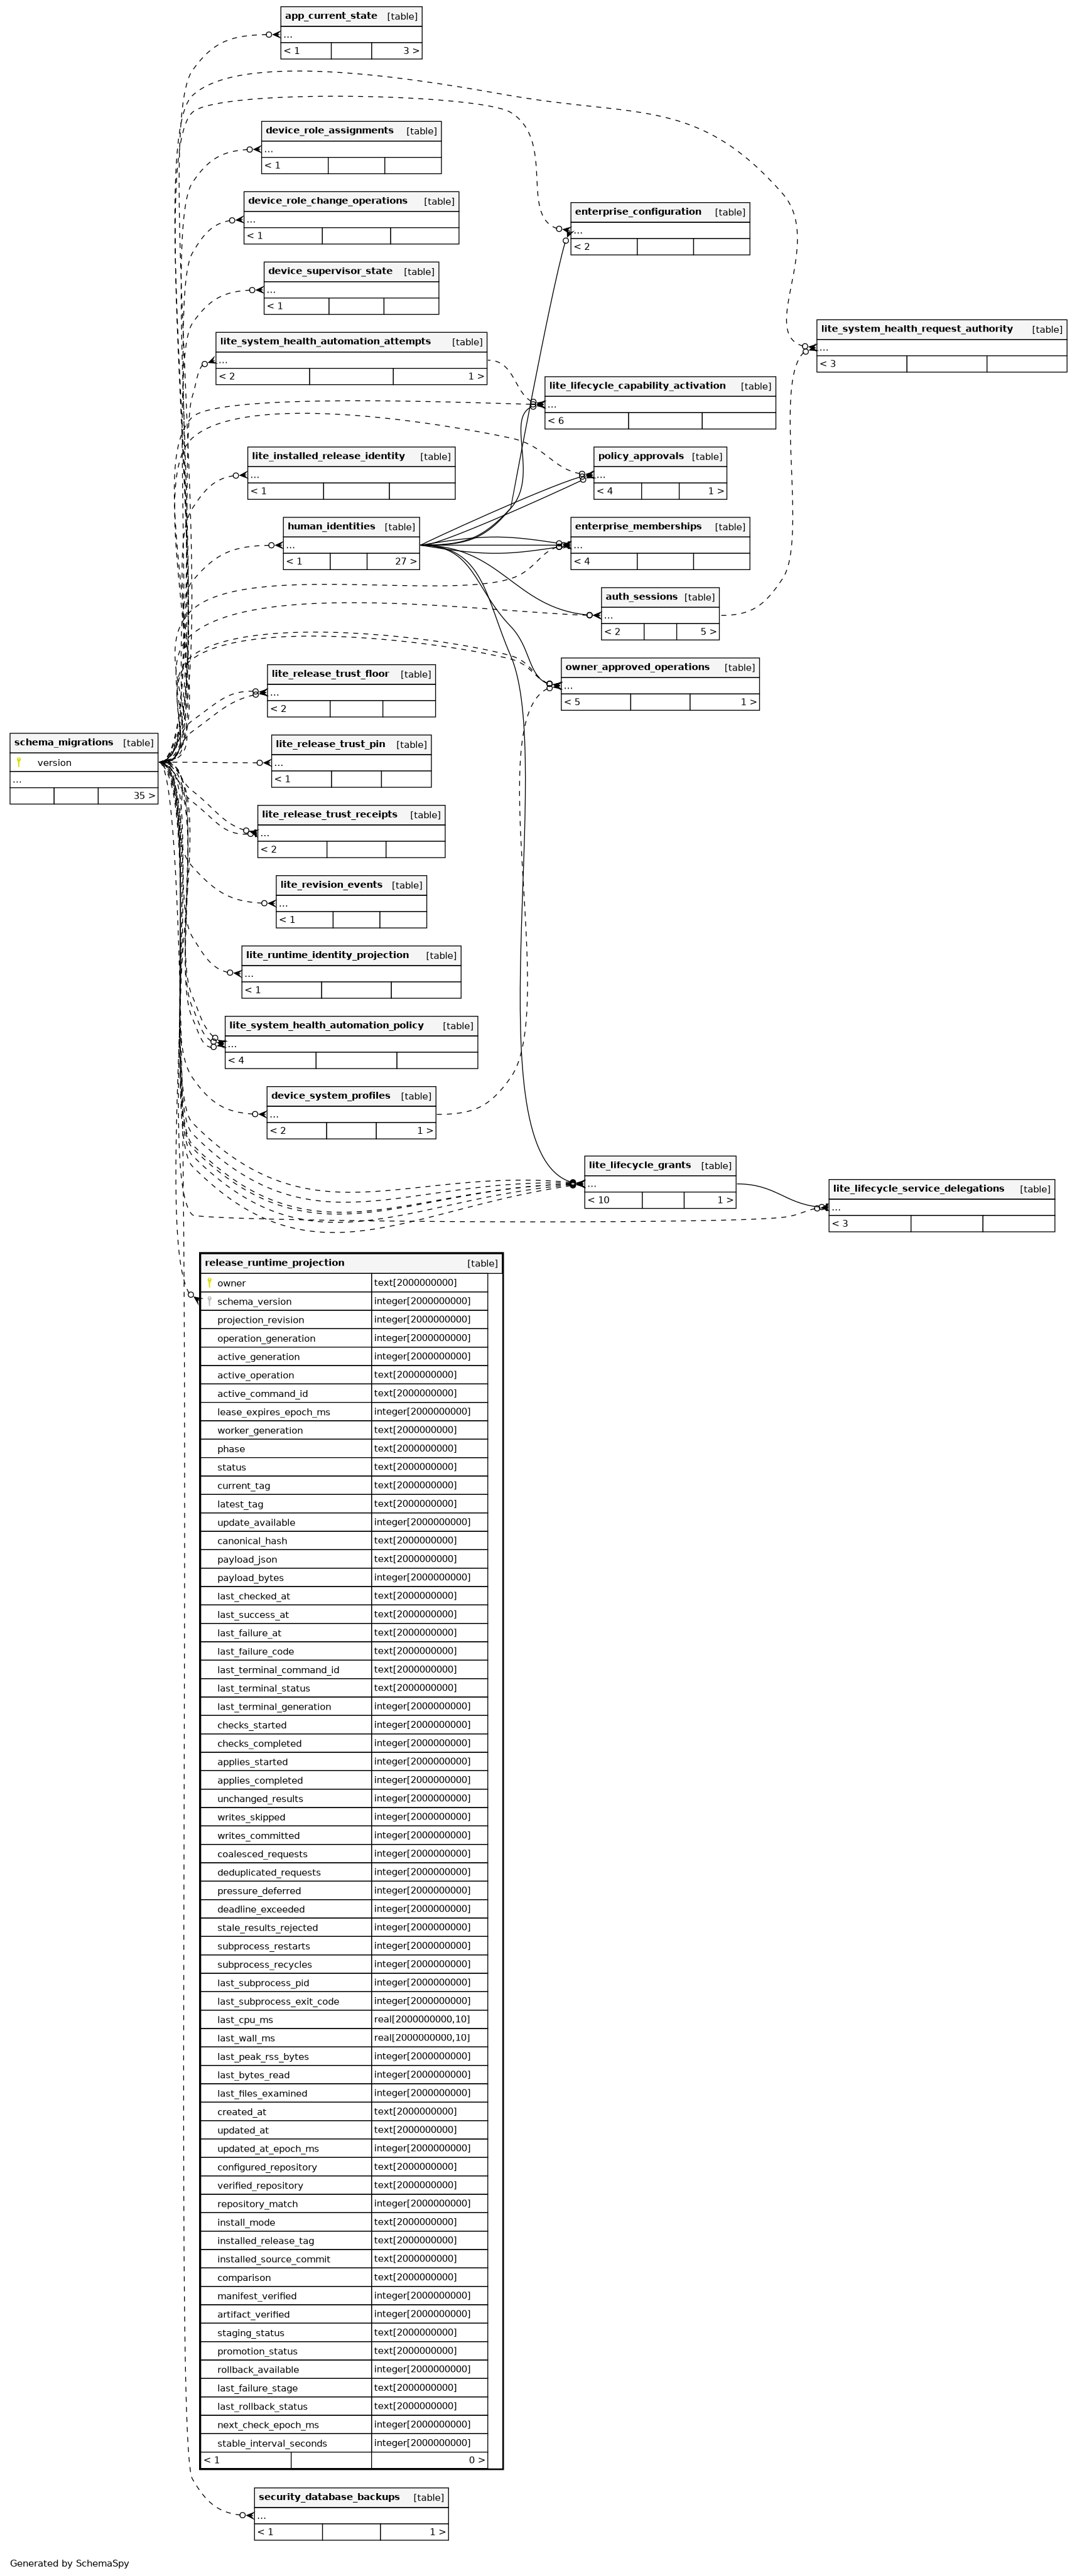 app_current_state [table]
...
< 1 3 >
device_role_assignments [table]
...
< 1
device_role_change_operations [table]
...
< 1
enterprise_configuration [table]
...
< 2
device_supervisor_state [table]
...
< 1
lite_system_health_request_authority [table]
...
< 3
lite_system_health_automation_attempts [table]
...
< 2 1 >
lite_lifecycle_capability_activation [table]
...
< 6
lite_installed_release_identity [table]
...
< 1
policy_approvals [table]
...
< 4 1 >
human_identities [table]
...
< 1 27 >
enterprise_memberships [table]
...
< 4
auth_sessions [table]
...
< 2 5 >
owner_approved_operations [table]
...
< 5 1 >
lite_release_trust_floor [table]
...
< 2
schema_migrations [table]
version
...
35 >
lite_release_trust_pin [table]
...
< 1
lite_release_trust_receipts [table]
...
< 2
lite_revision_events [table]
...
< 1
lite_runtime_identity_projection [table]
...
< 1
lite_system_health_automation_policy [table]
...
< 4
device_system_profiles [table]
...
< 2 1 >
lite_lifecycle_grants [table]
...
< 10 1 >
lite_lifecycle_service_delegations [table]
...
< 3
release_runtime_projection [table]
owner text[2000000000]
schema_version integer[2000000000]
projection_revision integer[2000000000]
operation_generation integer[2000000000]
active_generation integer[2000000000]
active_operation text[2000000000]
active_command_id text[2000000000]
lease_expires_epoch_ms integer[2000000000]
worker_generation text[2000000000]
phase text[2000000000]
status text[2000000000]
current_tag text[2000000000]
latest_tag text[2000000000]
update_available integer[2000000000]
canonical_hash text[2000000000]
payload_json text[2000000000]
payload_bytes integer[2000000000]
last_checked_at text[2000000000]
last_success_at text[2000000000]
last_failure_at text[2000000000]
last_failure_code text[2000000000]
last_terminal_command_id text[2000000000]
last_terminal_status text[2000000000]
last_terminal_generation integer[2000000000]
checks_started integer[2000000000]
checks_completed integer[2000000000]
applies_started integer[2000000000]
applies_completed integer[2000000000]
unchanged_results integer[2000000000]
writes_skipped integer[2000000000]
writes_committed integer[2000000000]
coalesced_requests integer[2000000000]
deduplicated_requests integer[2000000000]
pressure_deferred integer[2000000000]
deadline_exceeded integer[2000000000]
stale_results_rejected integer[2000000000]
subprocess_restarts integer[2000000000]
subprocess_recycles integer[2000000000]
last_subprocess_pid integer[2000000000]
last_subprocess_exit_code integer[2000000000]
last_cpu_ms real[2000000000,10]
last_wall_ms real[2000000000,10]
last_peak_rss_bytes integer[2000000000]
last_bytes_read integer[2000000000]
last_files_examined integer[2000000000]
created_at text[2000000000]
updated_at text[2000000000]
updated_at_epoch_ms integer[2000000000]
configured_repository text[2000000000]
verified_repository text[2000000000]
repository_match integer[2000000000]
install_mode text[2000000000]
installed_release_tag text[2000000000]
installed_source_commit text[2000000000]
comparison text[2000000000]
manifest_verified integer[2000000000]
artifact_verified integer[2000000000]
staging_status text[2000000000]
promotion_status text[2000000000]
rollback_available integer[2000000000]
last_failure_stage text[2000000000]
last_rollback_status text[2000000000]
next_check_epoch_ms integer[2000000000]
stable_interval_seconds integer[2000000000]
< 1 0 >
security_database_backups [table]
...
< 1 1 >
Generated by SchemaSpy